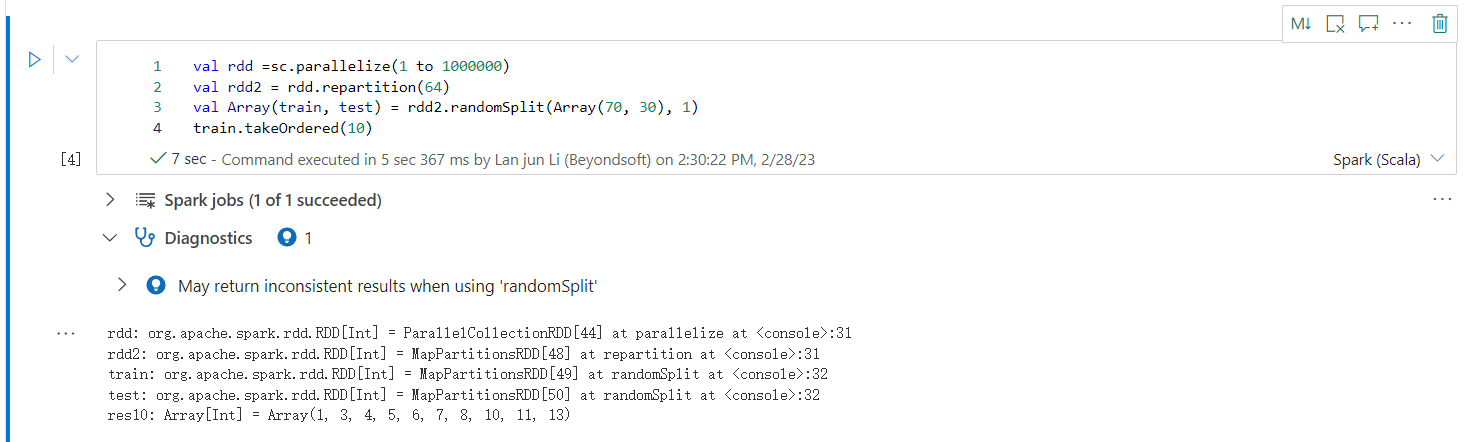 M↓ ...
1 val rdd =sc.parallelize(1 to 1000000)
2 val rdd2 = rdd.repartition(64)
3 val Array(train, test) = rdd2.randomSplit(Array(70, 30), 1)
4 train.takeOrdered(10)
[4] 7 sec - Command executed in 5 sec 367 ms by Lan jun Li (Beyondsoft) on 2:30:22 PM, 2/28/23 Spark (Scala)
Spark jobs (1 of 1 succeeded) ...
Diagnostics 1
May return inconsistent results when using 'randomSplit'
... rdd: org.apache.spark.rdd.RDD[Int] = ParallelCollectionRDD[44] at parallelize at <console>:31
rdd2: org.apache.spark.rdd.RDD[Int] = MapPartitionsRDD[48] at repartition at <console>:31
train: org.apache.spark.rdd.RDD[Int] = MapPartitionsRDD[49] at randomSplit at <console>:32
test: org.apache.spark.rdd.RDD[Int] = MapPartitionsRDD[50] at randomSplit at <console>:32
res10: Array[Int] = Array(1, 3, 4, 5, 6, 7, 8, 10, 11, 13)